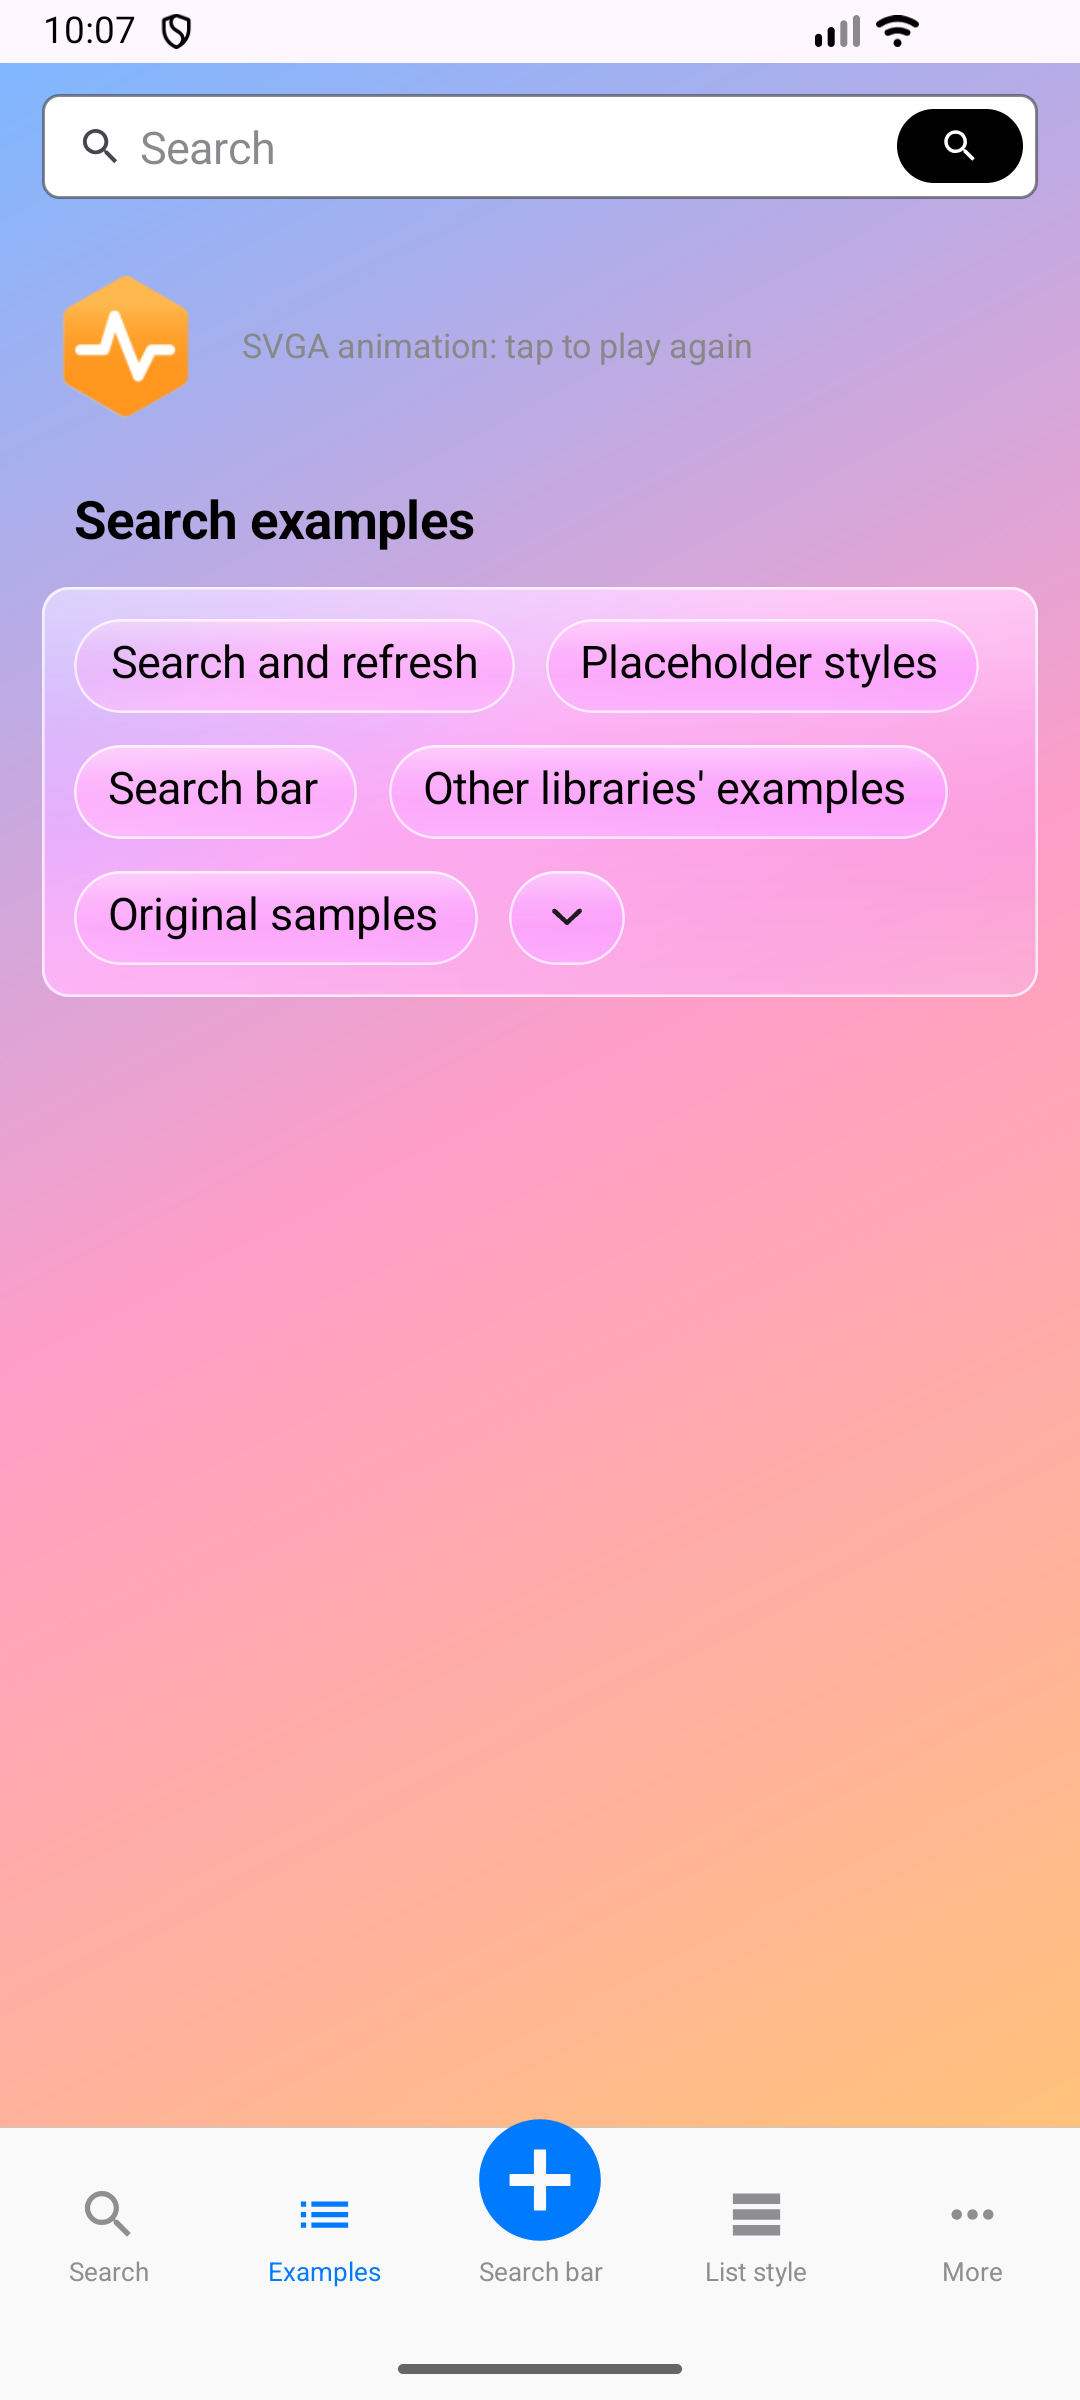 10:07
Search
SVGA animation: tap to play again
Search examples
Search and refresh
Placeholder styles
Search bar
Other libraries' examples
Original samples
Search
Examples
Search bar
List style
More